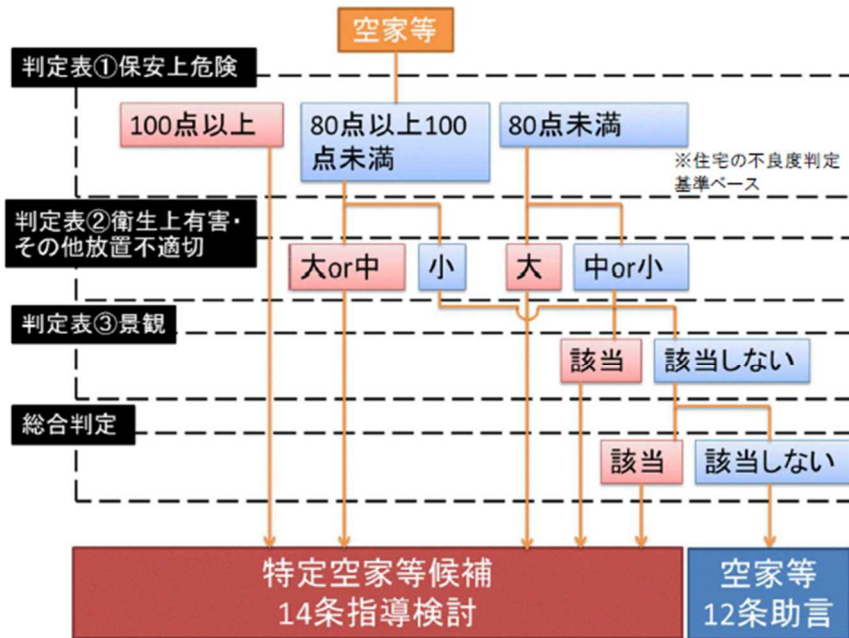 空家等
判定表①保安上危険
100点以上
80点以上100
点未満
80点未満
※住宅の不良度判定
基準ベース
判定表②衛生上有害・
その他放置不適切
大or中
小
大
中or小
判定表③景観
該当
該当しない
総合判定
該当
該当しない
特定空家等候補
14条指導検討
空家等
12条助言